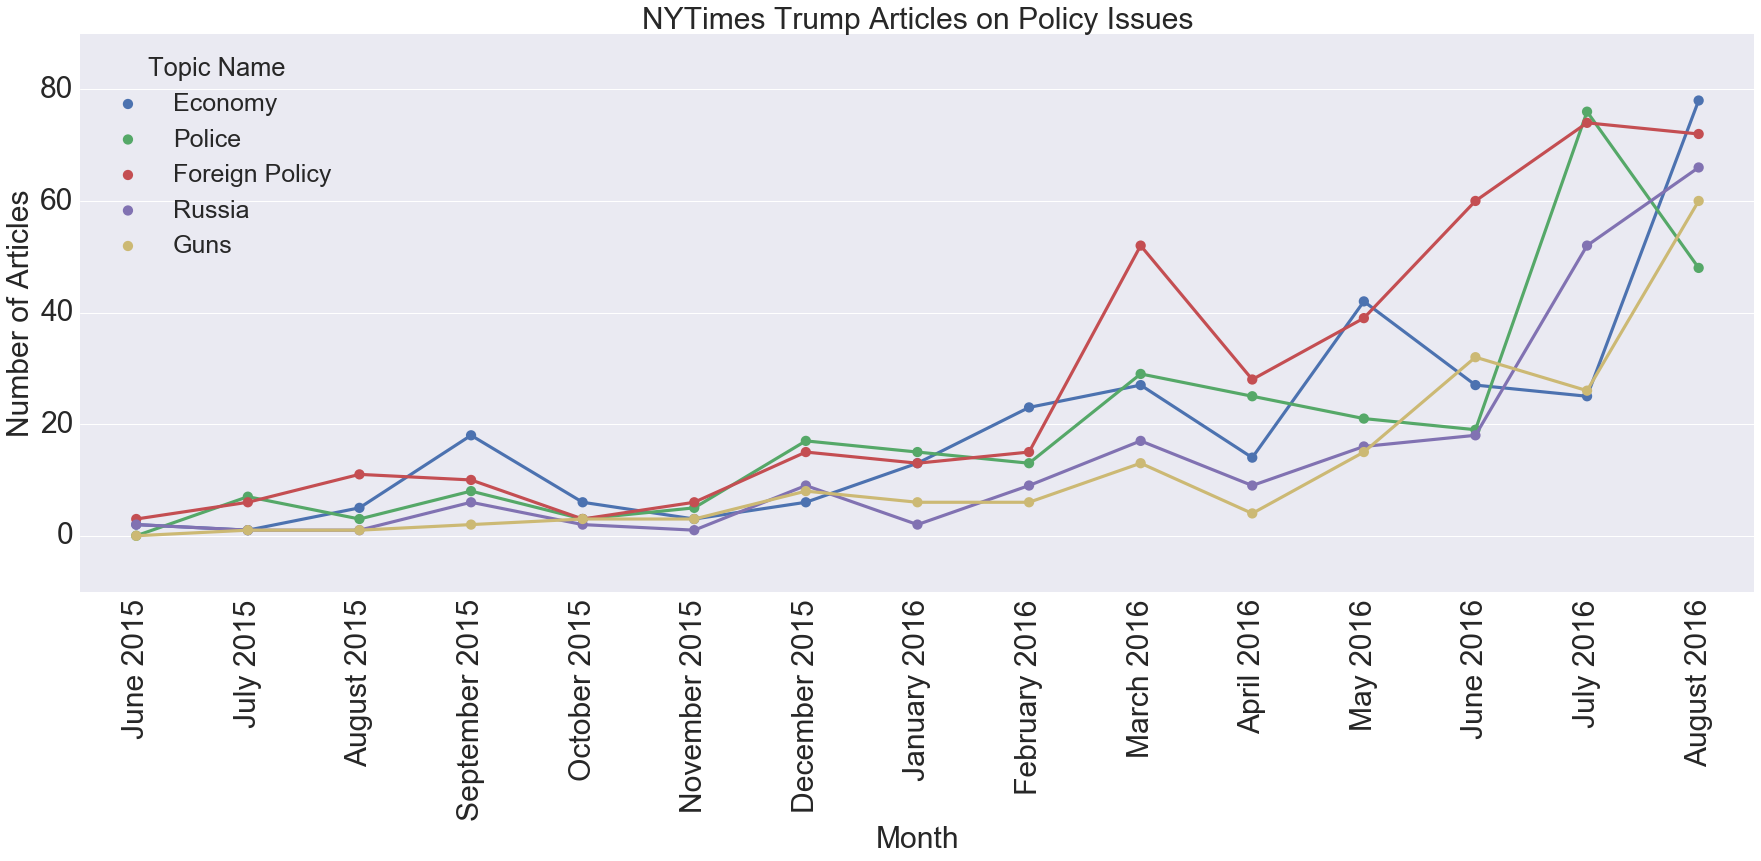 NYTimes Trump Articles on Policy Issues
Topic Name
Economy
Police
Foreign Policy
Russia
Guns
80
60
40
20
0
Number of Articles
June 2015
July 2015
August 2015
September 2015
October 2015
November 2015
December 2015
January 2016
February 2016
March 2016
April 2016
May 2016
June 2016
July 2016
August 2016
Month